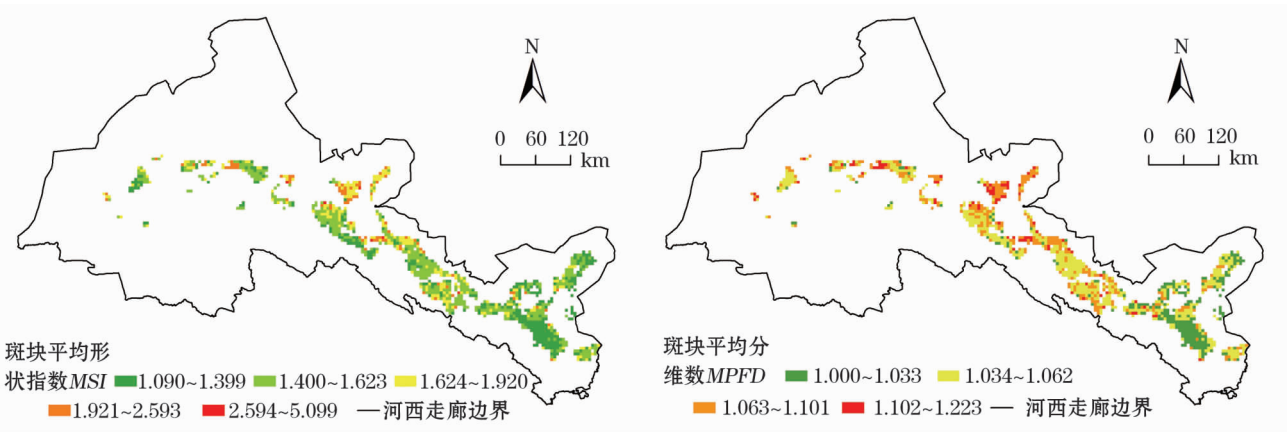 N
0 60 120
km
斑块平均形
状指数MSI 1.090~1.399 1.400~1.623 1.624~1.920
1.921~2.593 2.594~5.099 河西走廊边界
N
0 60 120
km
斑块平均分
维数MPFD 1.000~1.033 1.034~1.062
1.063~1.101 1.102~1.223 河西走廊边界